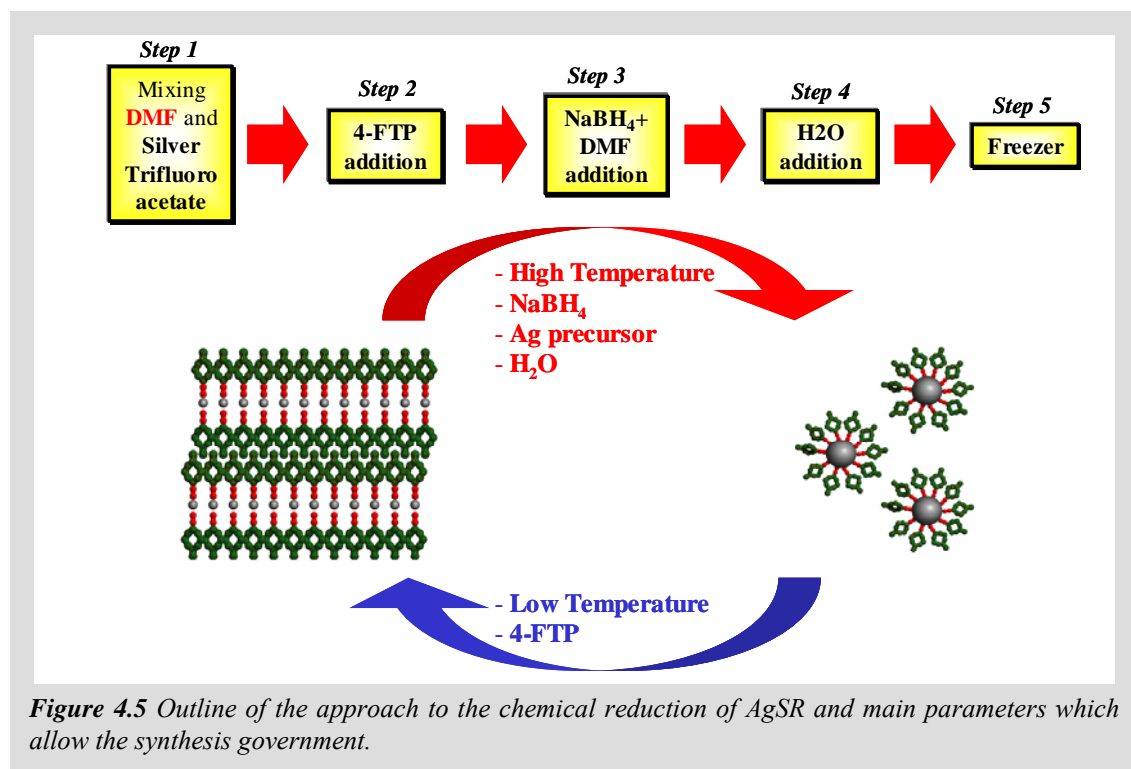 Step 1
Mixing
DMF and
Silver
Trifluoro
acetate
Step 2
4-FTP
addition
Step 3
NaBH₄+
DMF
addition
Step 4
H2O
addition
Step 5
Freezer
- High Temperature
- NaBH₄
- Ag precursor
- H₂O
- Low Temperature
- 4-FTP
Figure 4.5 Outline of the approach to the chemical reduction of AgSR and main parameters which
allow the synthesis government.